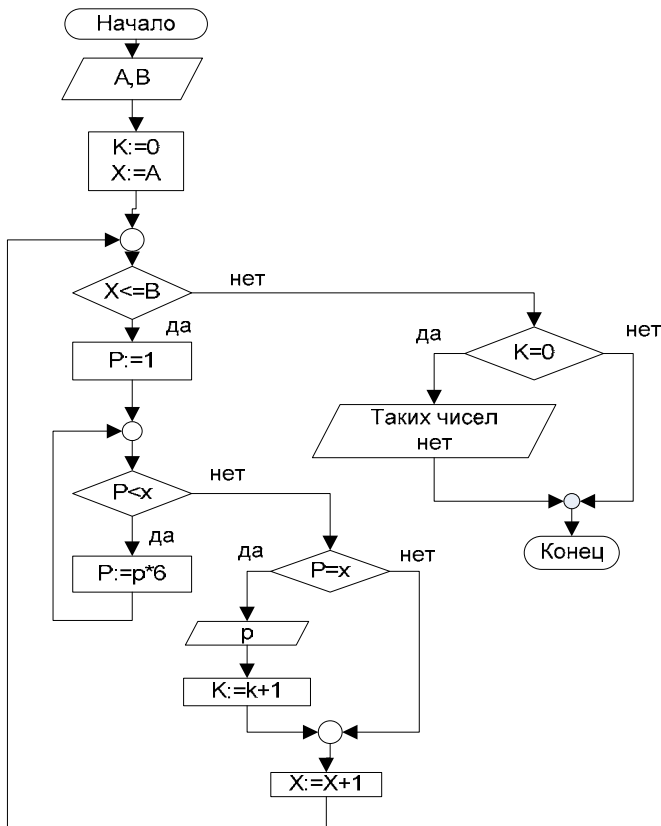 Начало
A,B
K:=0
X:=A
X<=B
нет
да
P:=1
K=0
да
нет
Таких чисел
нет
Конец
P<x
нет
да
P:=p*6
P=x
да
нет
p
K:=k+1
X:=X+1